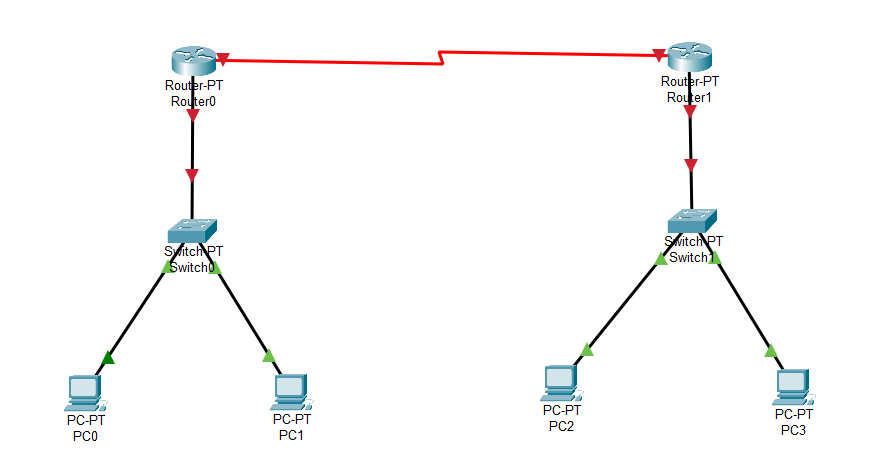 Router-PT
Router0
Router-PT
Router1
Switch-PT
Switch0
Switch-PT
Switch1
PC-PT
PC0
PC-PT
PC1
PC-PT
PC2
PC-PT
PC3